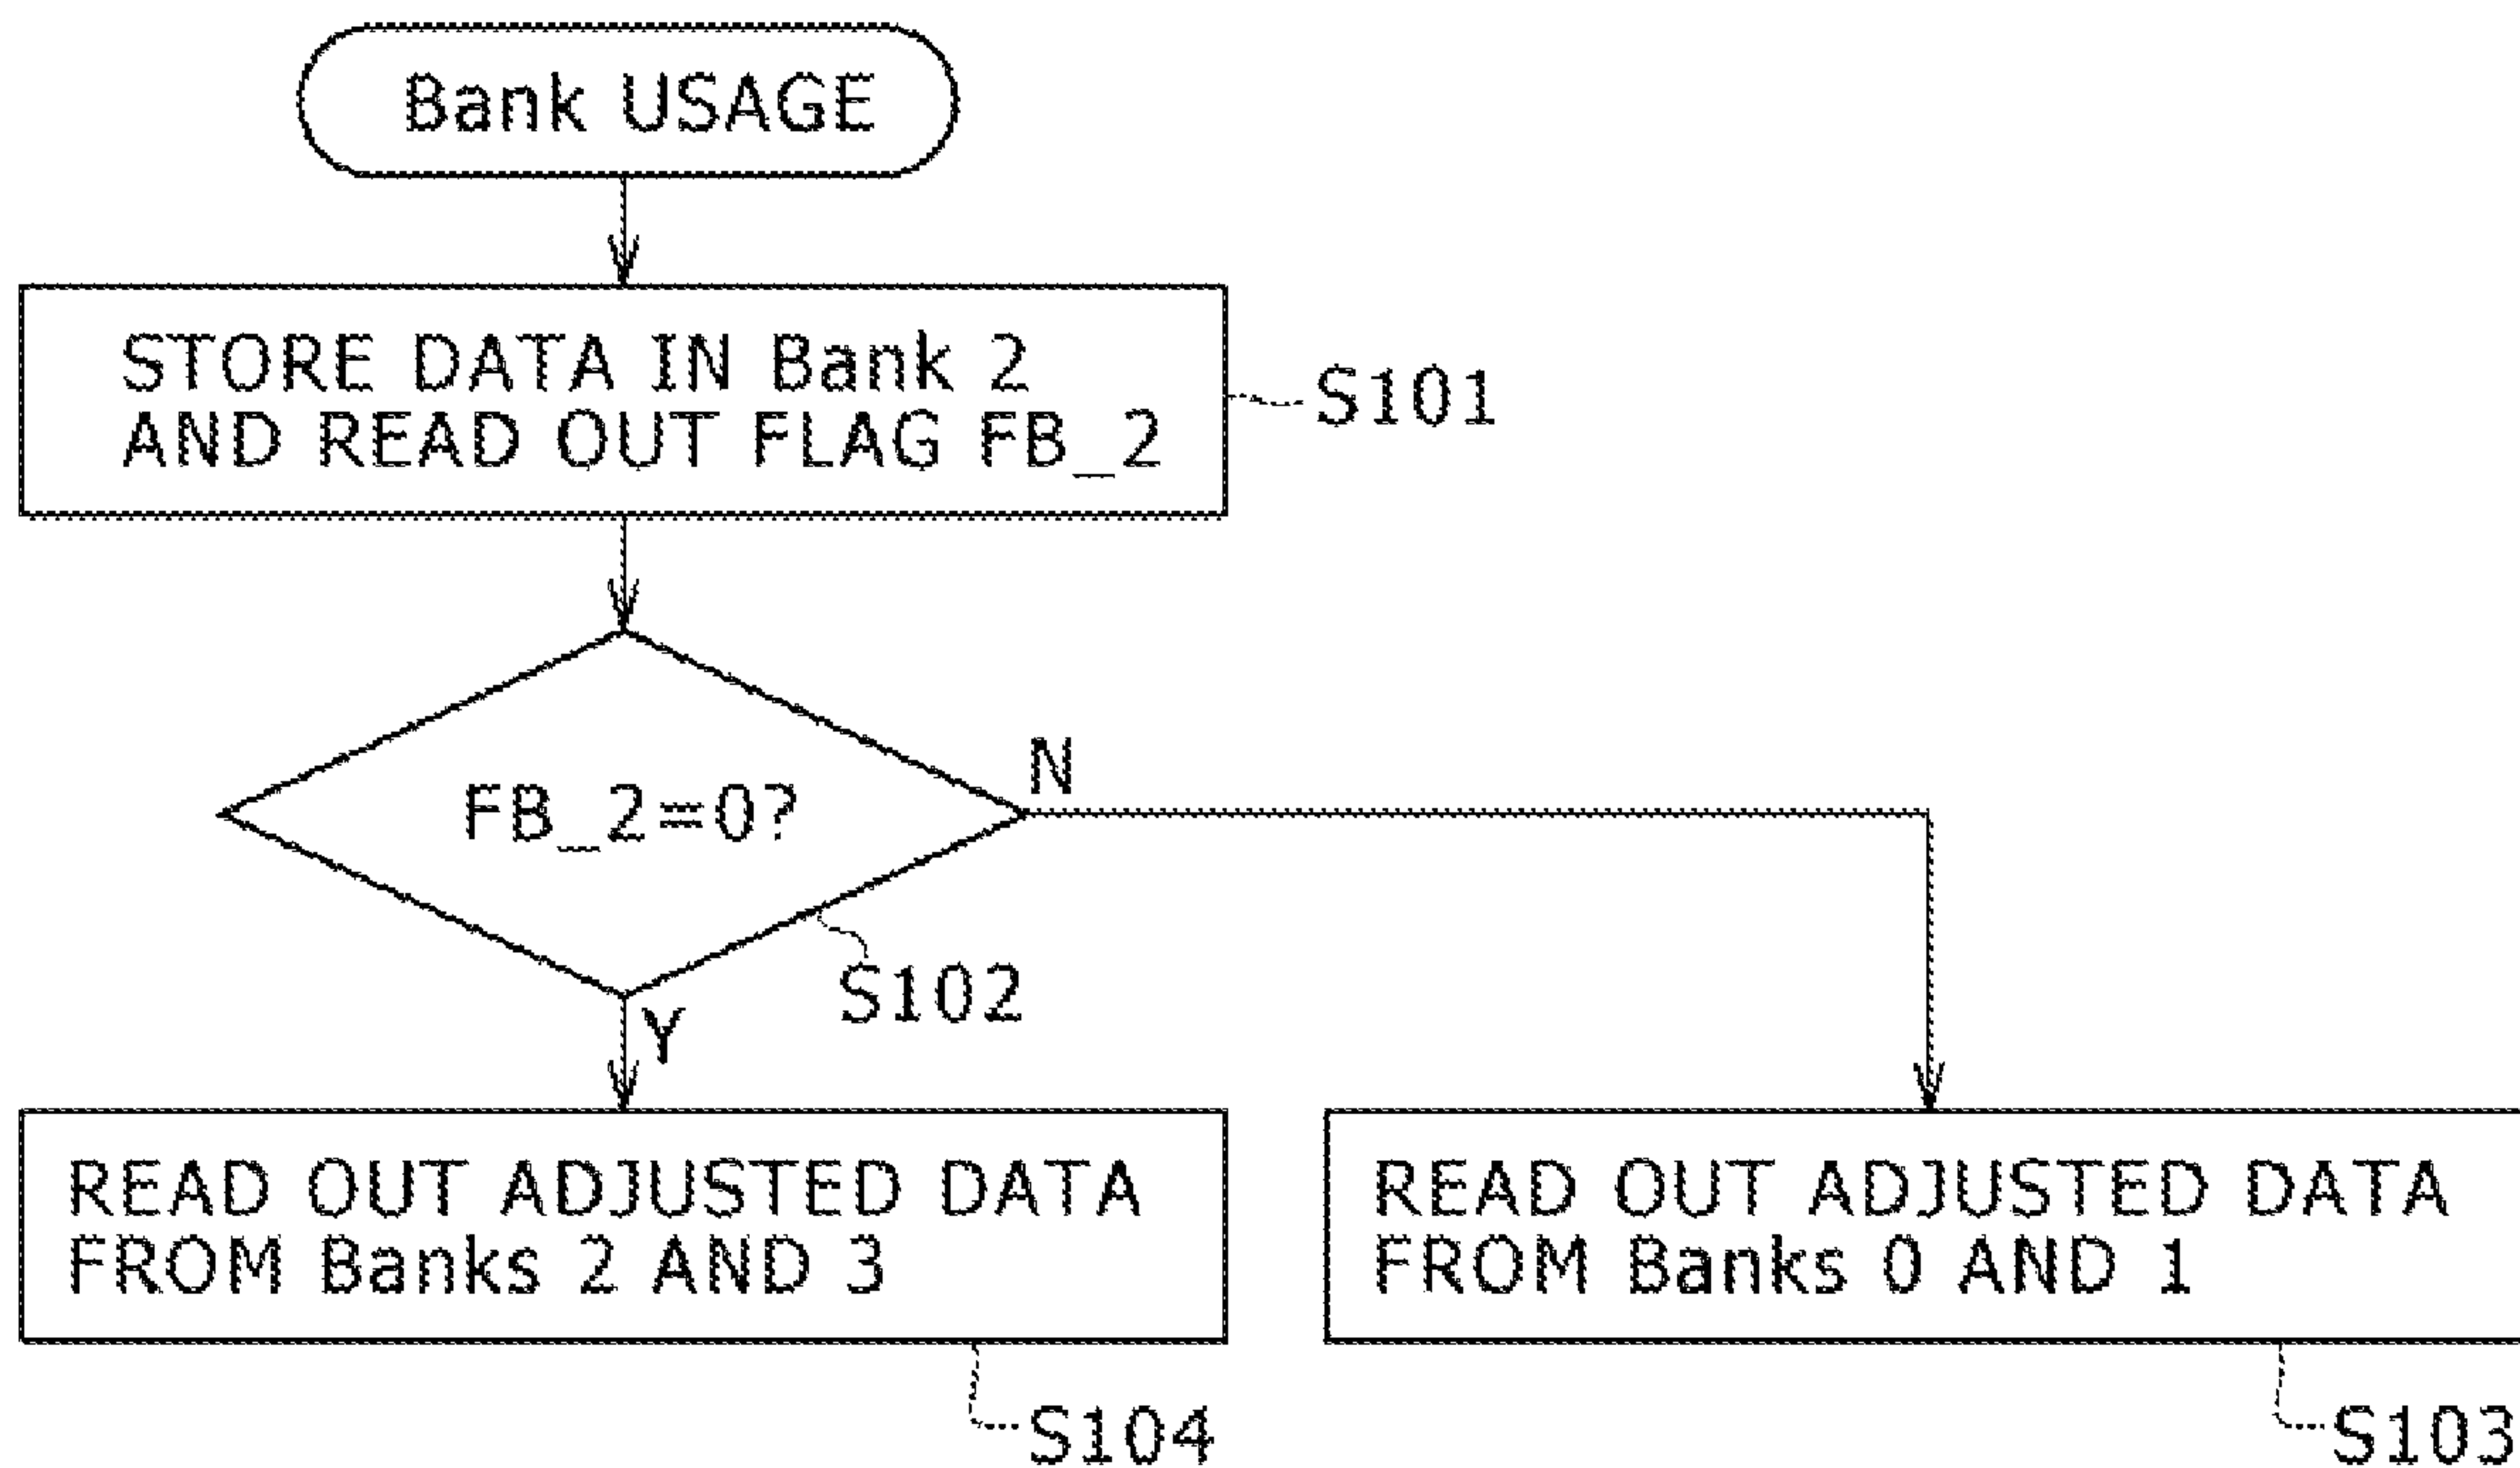 Bank USAGE
STORE DATA IN Bank 2
AND READ OUT FLAG FB_2
S101
FB_2=0?
N
S102
Y
READ OUT ADJUSTED DATA
FROM Banks 2 AND 3
S104
READ OUT ADJUSTED DATA
FROM Banks 0 AND 1
S103